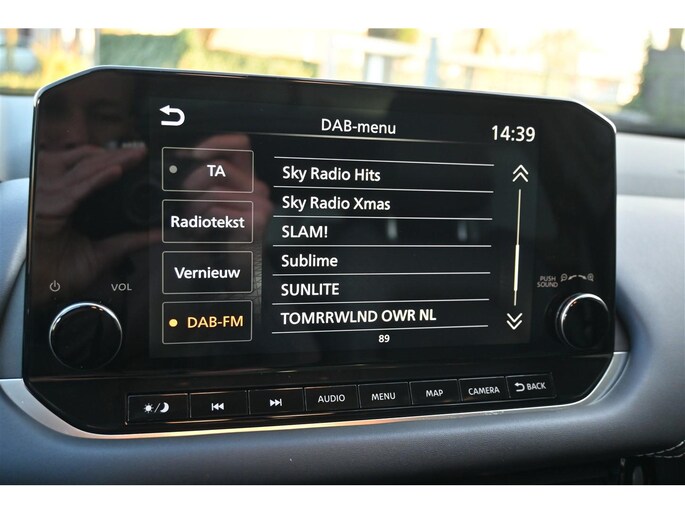 DAB-menu
14:39
TA
Radiotekst
Vernieuw
DAB-FM
Sky Radio Hits
Sky Radio Xmas
SLAM!
Sublime
SUNLITE
TOMRRWLND OWR NL
89
VOL
PUSH
SOUND
AUDIO
MENU
MAP
CAMERA
BACK